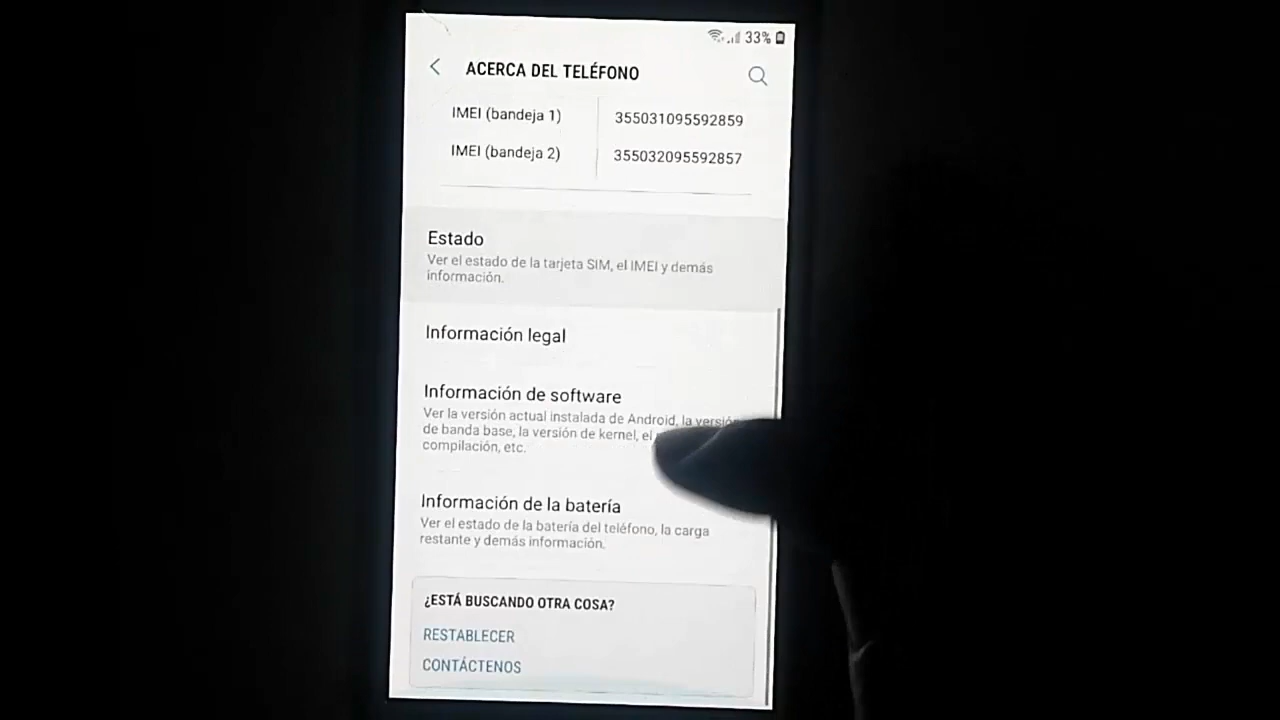 33%
ACERCA DEL TELÉFONO
IMEI (bandeja 1) 355031095592859
IMEI (bandeja 2) 355032095592857
Estado
Ver el estado de la tarjeta SIM, el IMEI y demás
información.
Información legal
Información de software
Ver la versión actual instalada de Android, la versión
de banda base, la versión de kernel, el
compilación, etc.
Información de la batería
Ver el estado de la batería del teléfono, la carga
restante y demás información.
¿ESTÁ BUSCANDO OTRA COSA?
RESTABLECER
CONTÁCTENOS